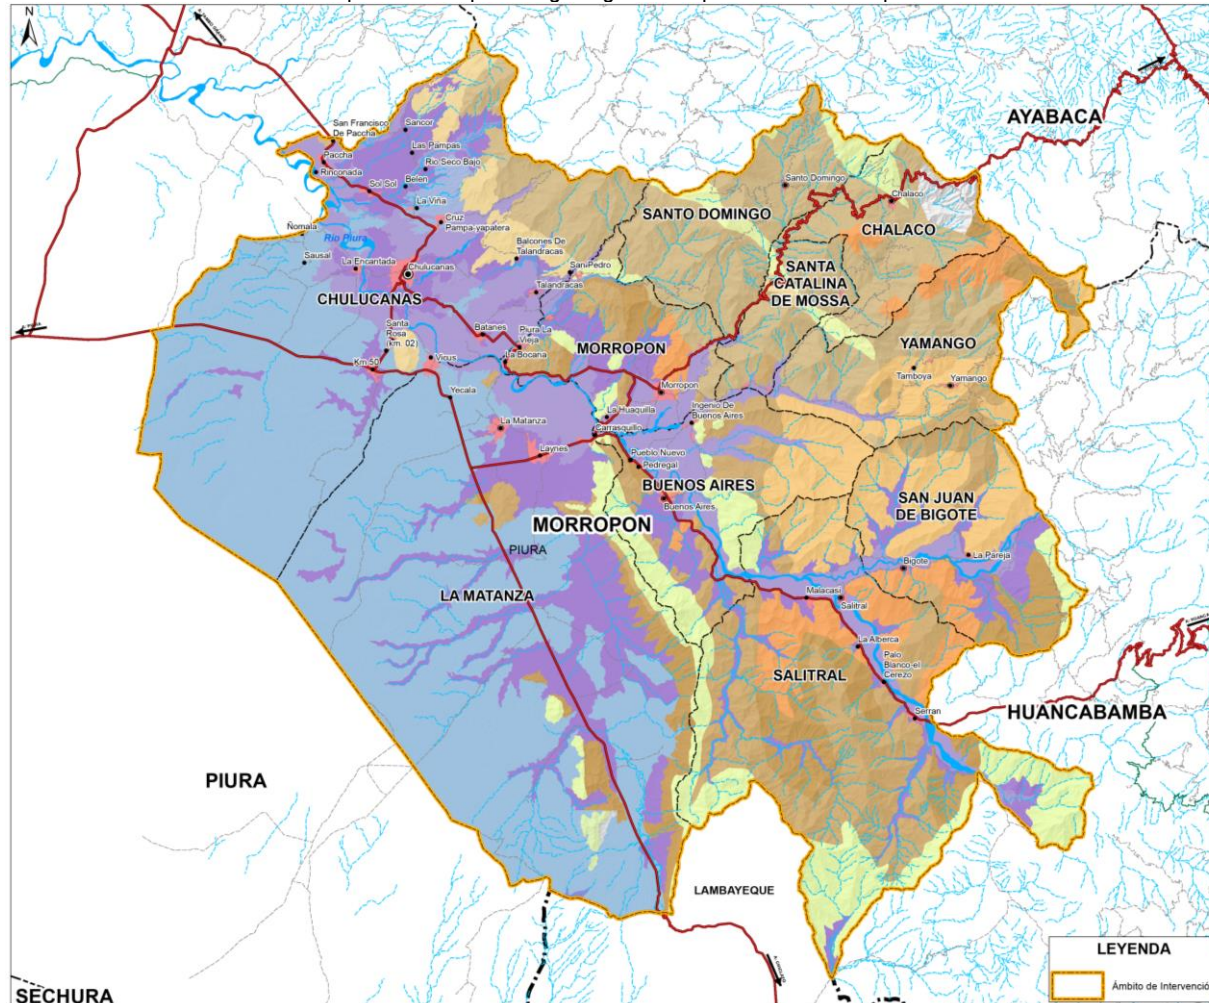 N
AYABACA
San Francisco
De Paccha
Sancor
Paccha
Las Pampas
Rinconada
Rio Seco Bajo
Sol Sol
Belen
La Viña
Santo Domingo
Chalaco
SANTO DOMINGO
CHALACO
Cruz
Pampa-yapatera
Ñomala
Rio Piura
Sausal
La Encantada
Chulucanas
Balcones De
Talandracas
San Pedro
Talandracas
SANTA
CATALINA
DE MOSSA
CHULUCANAS
Santa
Rosa
(km. 02)
Batanes
Piura La
Vieja
La Bocana
MORROPON
YAMANGO
Km 50
Vicus
Yecala
Morropon
Tamboya
Yamango
La Matanza
La Huaquilla
Ingenio De
Buenos Aires
Carrasquillo
Laynes
Pueblo Nuevo
Pedregal
BUENOS AIRES
Buenos Aires
SAN JUAN
DE BIGOTE
MORROPON
PIURA
La Pareja
Bigote
LA MATANZA
Malacasi
Salitral
La Alberca
Palo
Blanco-el
Cerezo
SALITRAL
Serran
HUANCABAMBA
PIURA
LAMBAYEQUE
LEYENDA
Ámbito de Intervenció
SECHURA